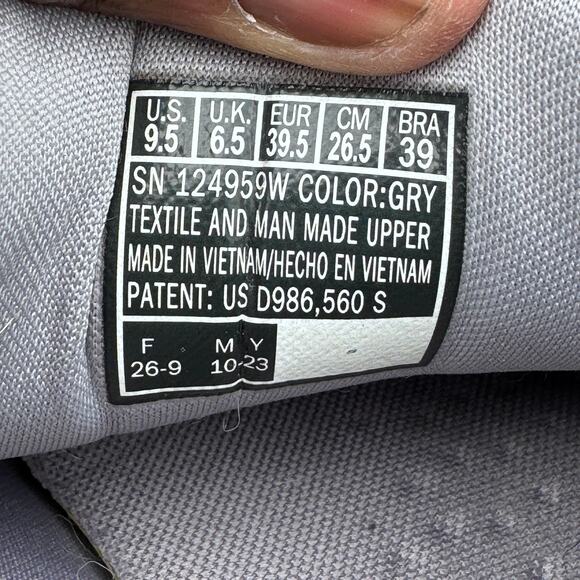 U.S. U.K. EUR CM BRA
9.5 6.5 39.5 26.5 39
SN 124959W COLOR:GRY
TEXTILE AND MAN MADE UPPER
MADE IN VIETNAM/HECHO EN VIETNAM
PATENT: US D986,560 S
F M Y
26-9 10-23